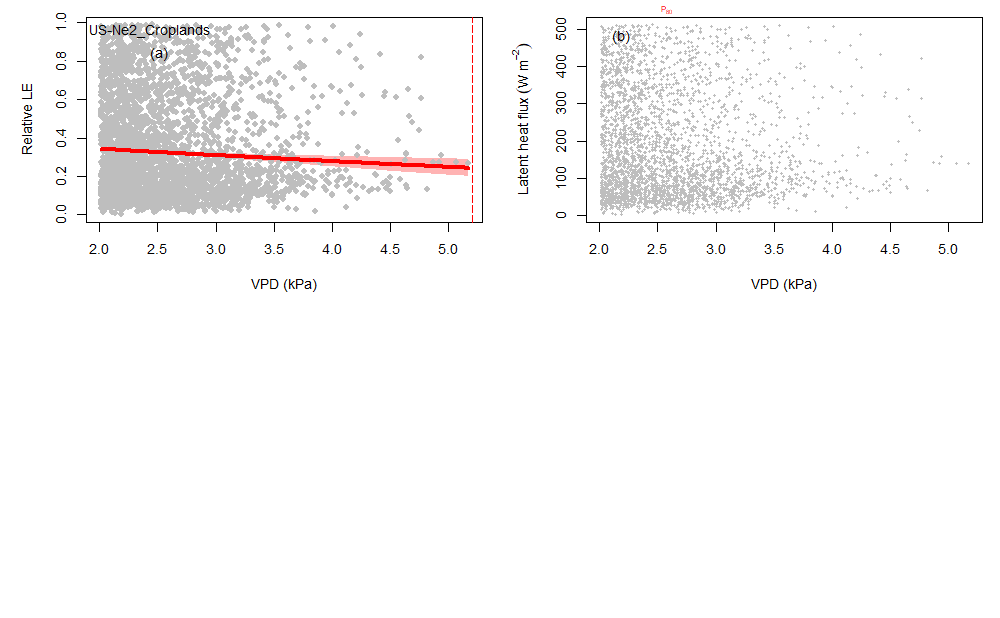 US-Ne2_Croplands
(a)
Relative LE
0.0 0.2 0.4 0.6 0.8 1.0
2.0 2.5 3.0 3.5 4.0 4.5 5.0
VPD (kPa)
P₅₀
(b)
Latent heat flux (W m⁻²)
0 100 200 300 400 500
2.0 2.5 3.0 3.5 4.0 4.5 5.0
VPD (kPa)